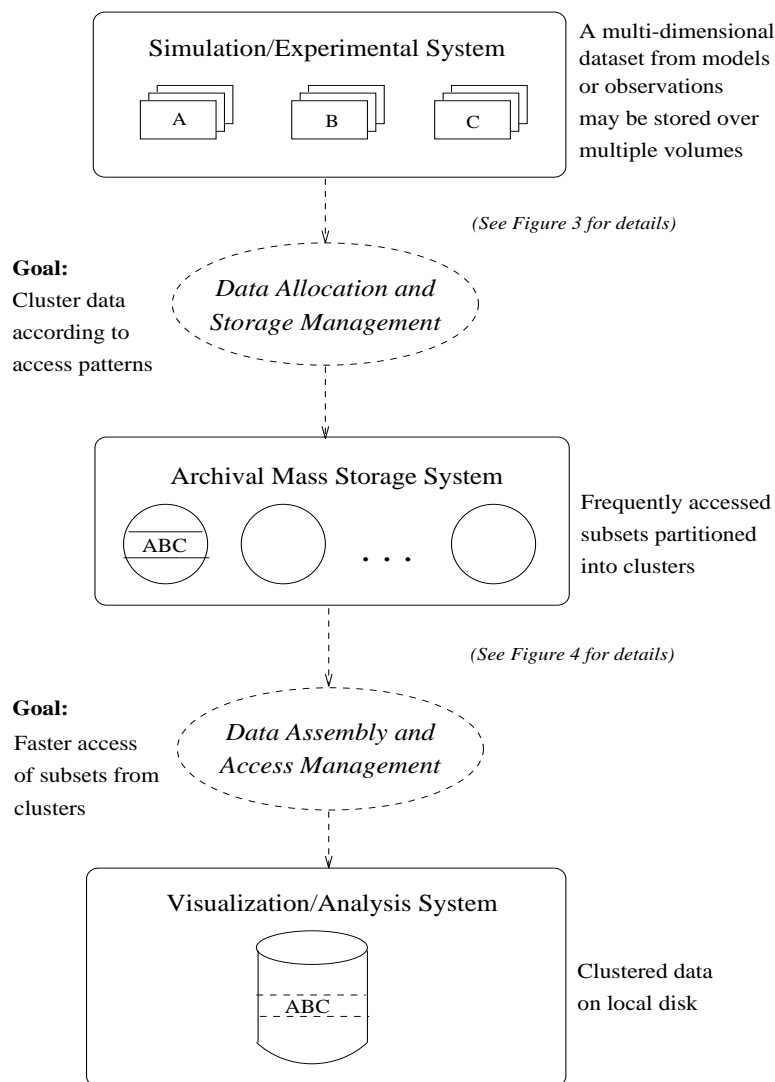 Simulation/Experimental System
A
B
C
A multi-dimensional
dataset from models
or observations
may be stored over
multiple volumes
(See Figure 3 for details)
Goal:
Cluster data
according to
access patterns
Data Allocation and
Storage Management
Archival Mass Storage System
ABC
. . .
Frequently accessed
subsets partitioned
into clusters
(See Figure 4 for details)
Goal:
Faster access
of subsets from
clusters
Data Assembly and
Access Management
Visualization/Analysis System
ABC
Clustered data
on local disk